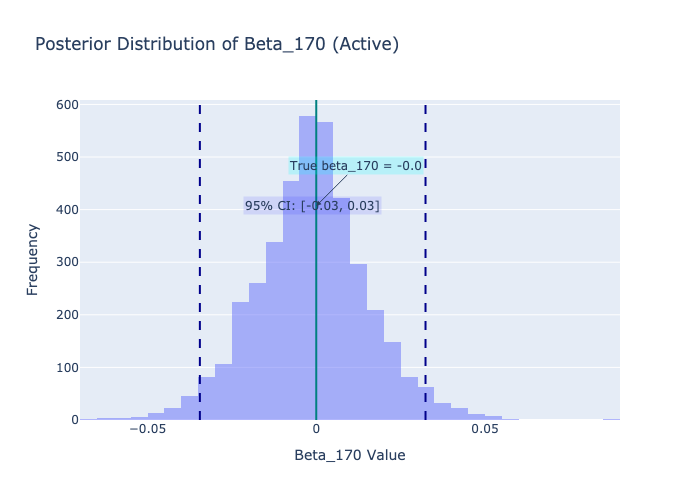 Posterior Distribution of Beta_170 (Active)
600
500
400
300
200
100
0
Frequency
True beta_170 = -0.0
95% CI: [-0.03, 0.03]
−0.05
0
0.05
Beta_170 Value